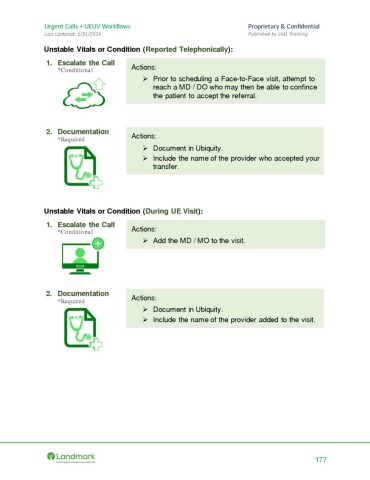 Urgent Calls + UEUV Workflows
Proprietary & Confidential
Last Updated: 1/31/2024
Published by LM1 Training
Unstable Vitals or Condition (Reported Telephonically):
1. Escalate the Call
*Conditional
Actions:
➢ Prior to scheduling a Face-to-Face visit, attempt to
reach a MD / DO who may then be able to confince
the patient to accept the referral.
2. Documentation
*Required
Actions:
➢ Document in Ubiquity.
➢ Include the name of the provider who accepted your
transfer.
Unstable Vitals or Condition (During UE Visit):
1. Escalate the Call
*Conditional
Actions:
➢ Add the MD / MO to the visit.
2. Documentation
*Required
Actions:
➢ Document in Ubiquity.
➢ Include the name of the provider added to the visit.
Landmark
177